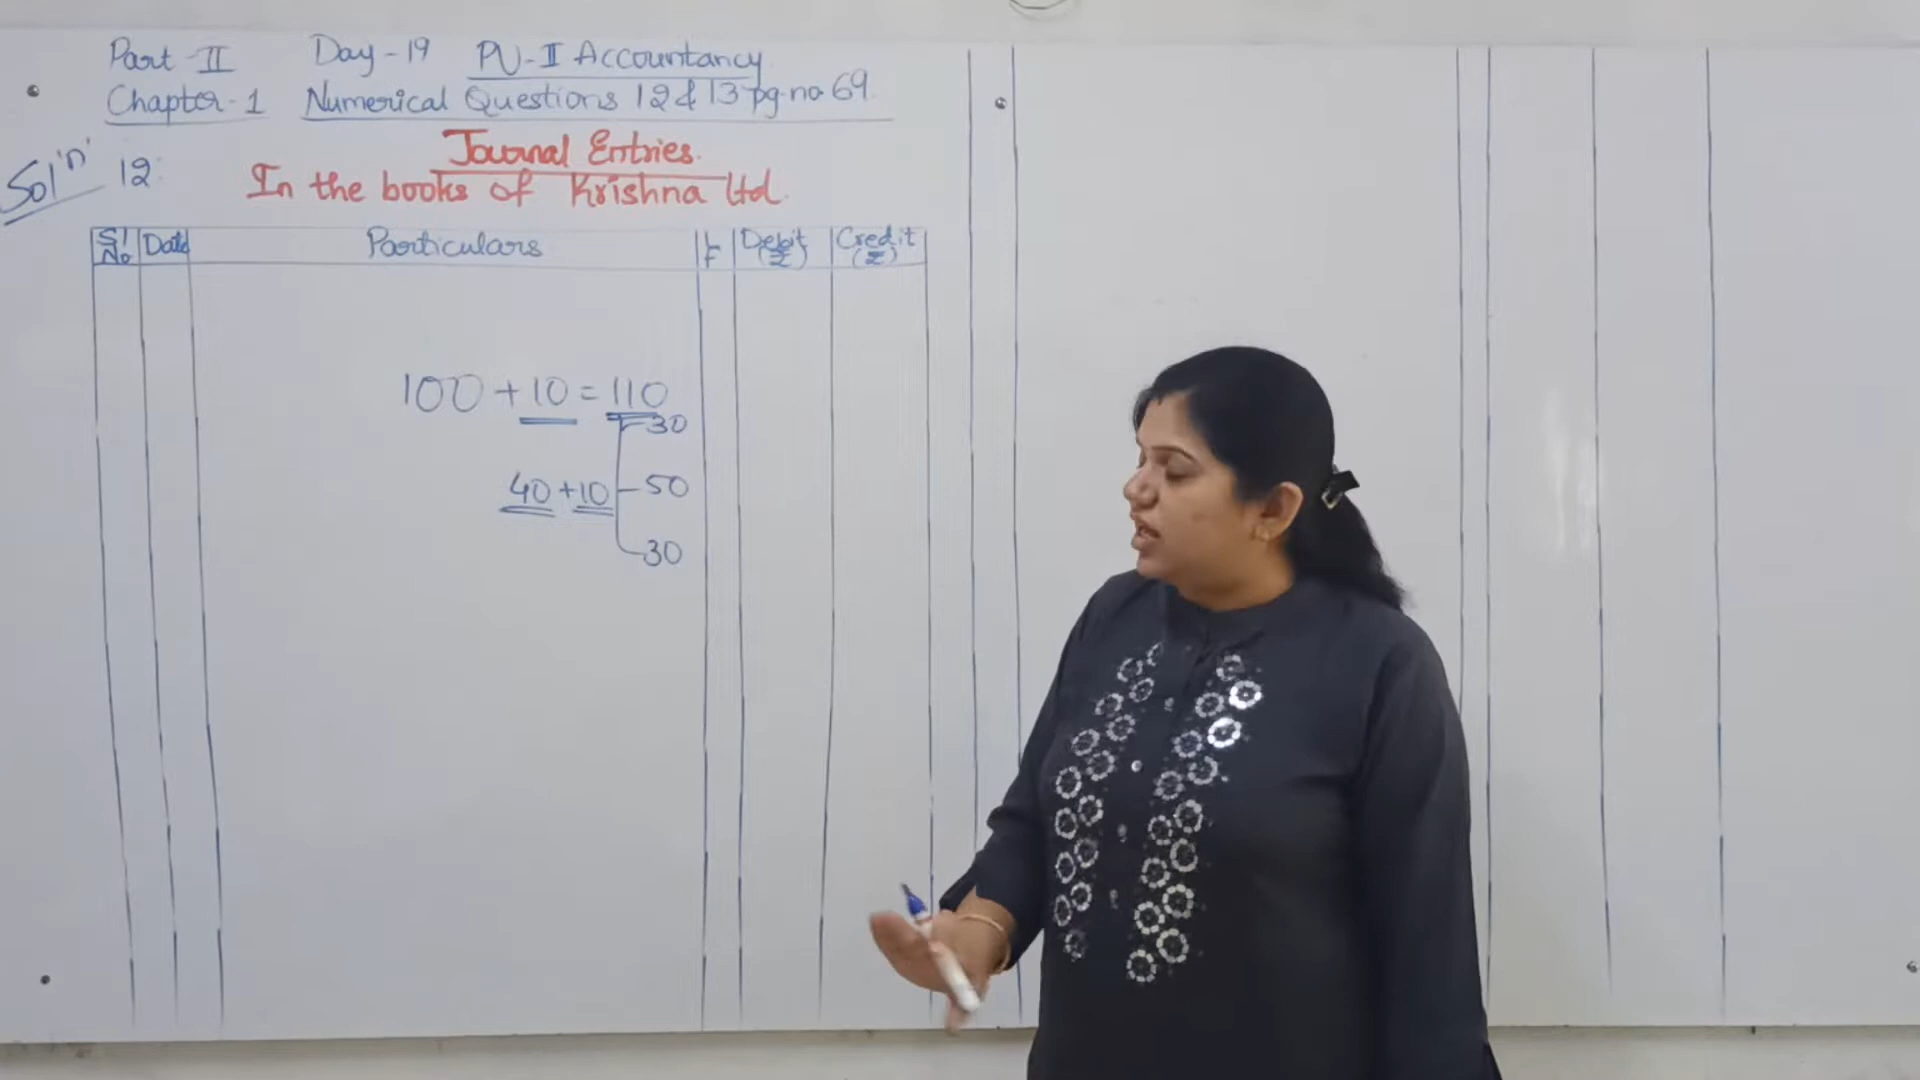 Part-II Day-19 PU-II Accountancy
Chapter-1 Numerical Questions 12 & 13 pg.no 69.
Sol'n' 12:
Journal Entries.
In the books of Krishna Ltd.
Sl No Date Particulars L F Debit (₹) Credit (₹)
100 + 10 = 110
30
40 + 10 50
30